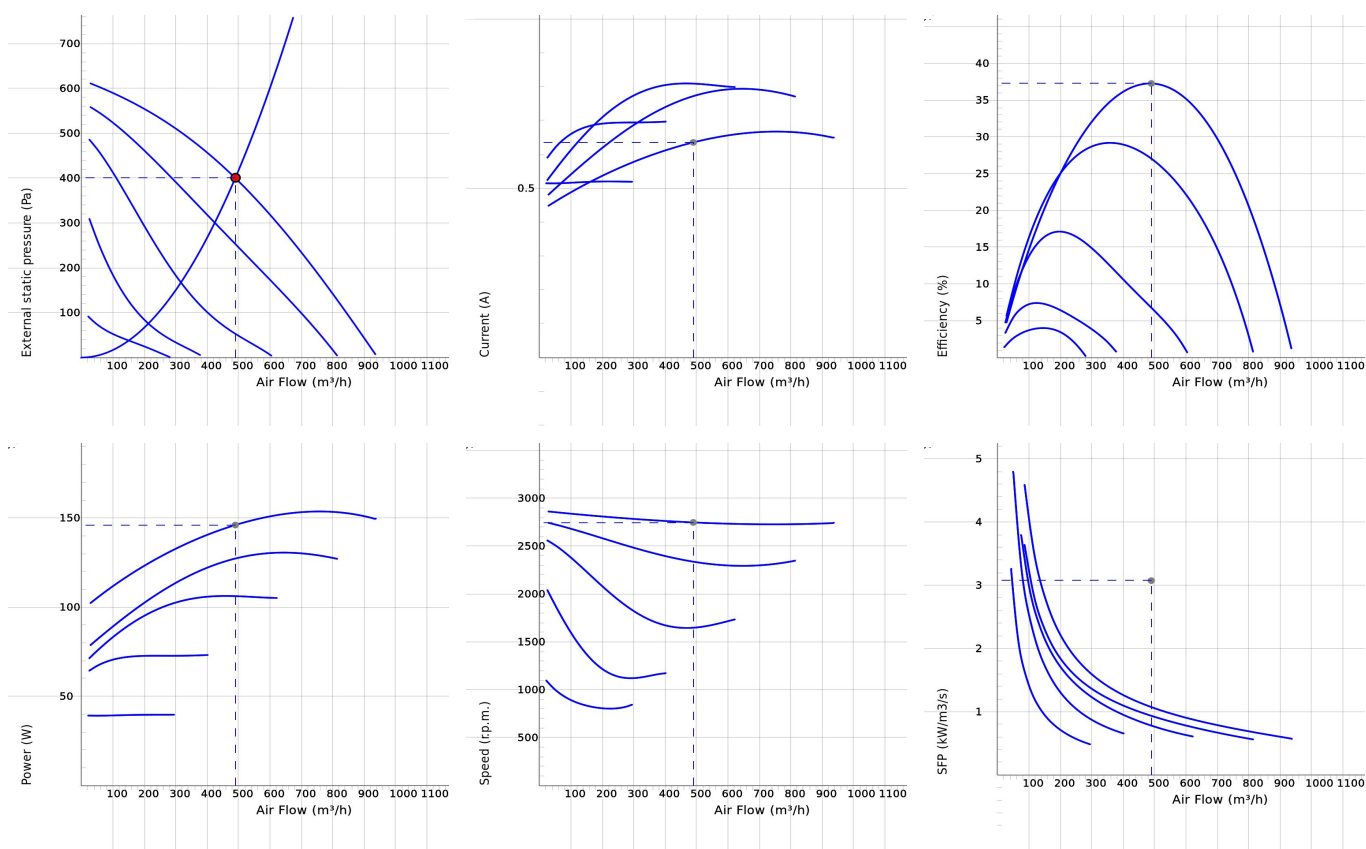 External static pressure (Pa)
700
600
500
400
300
200
100
100 200 300 400 500 600 700 800 900 1000 1100
Air Flow (m³/h)
Current (A)
0.5
100 200 300 400 500 600 700 800 900 1000 1100
Air Flow (m³/h)
Efficiency (%)
40
35
30
25
20
15
10
5
100 200 300 400 500 600 700 800 900 1000 1100
Air Flow (m³/h)
Power (W)
150
100
50
100 200 300 400 500 600 700 800 900 1000 1100
Air Flow (m³/h)
Speed (r.p.m.)
3000
2500
2000
1500
1000
500
100 200 300 400 500 600 700 800 900 1000 1100
Air Flow (m³/h)
SFP (kW/m3/s)
5
4
3
2
1
100 200 300 400 500 600 700 800 900 1000 1100
Air Flow (m³/h)